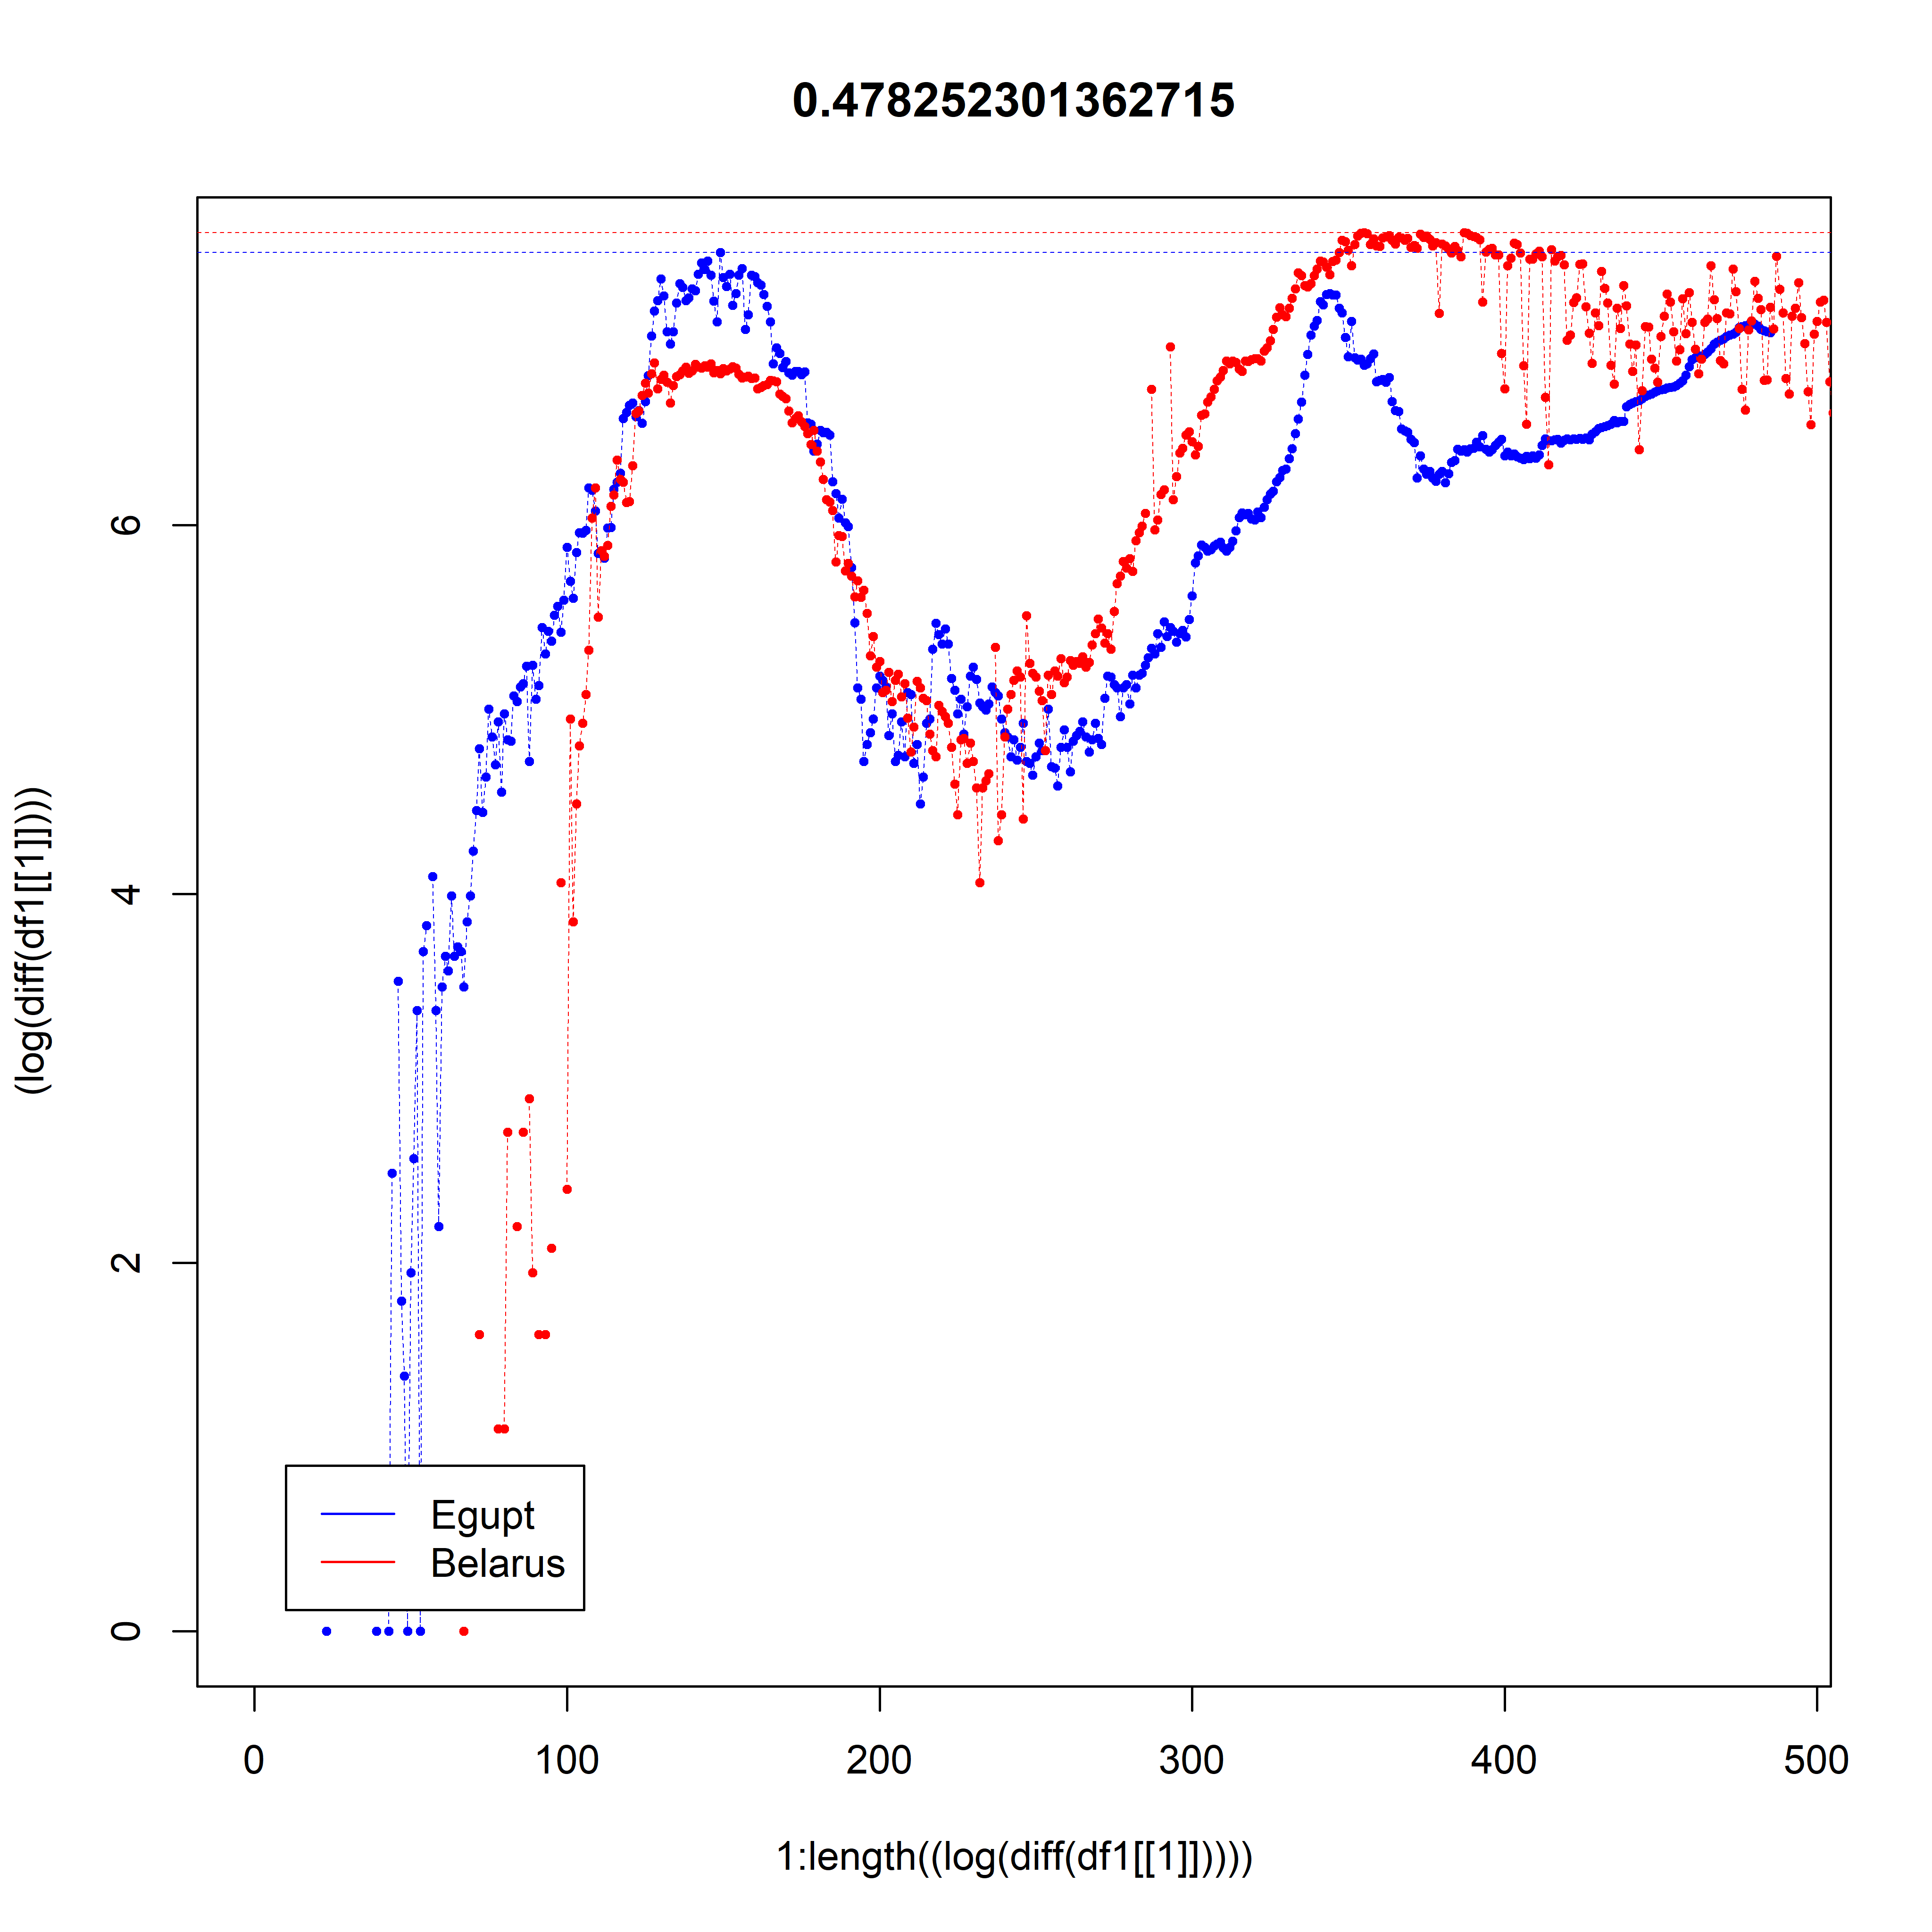 0.478252301362715
(log(diff(df1[[1]])))
6
4
2
0
Egupt
Belarus
0 100 200 300 400 500
1:length((log(diff(df1[[1]]))))